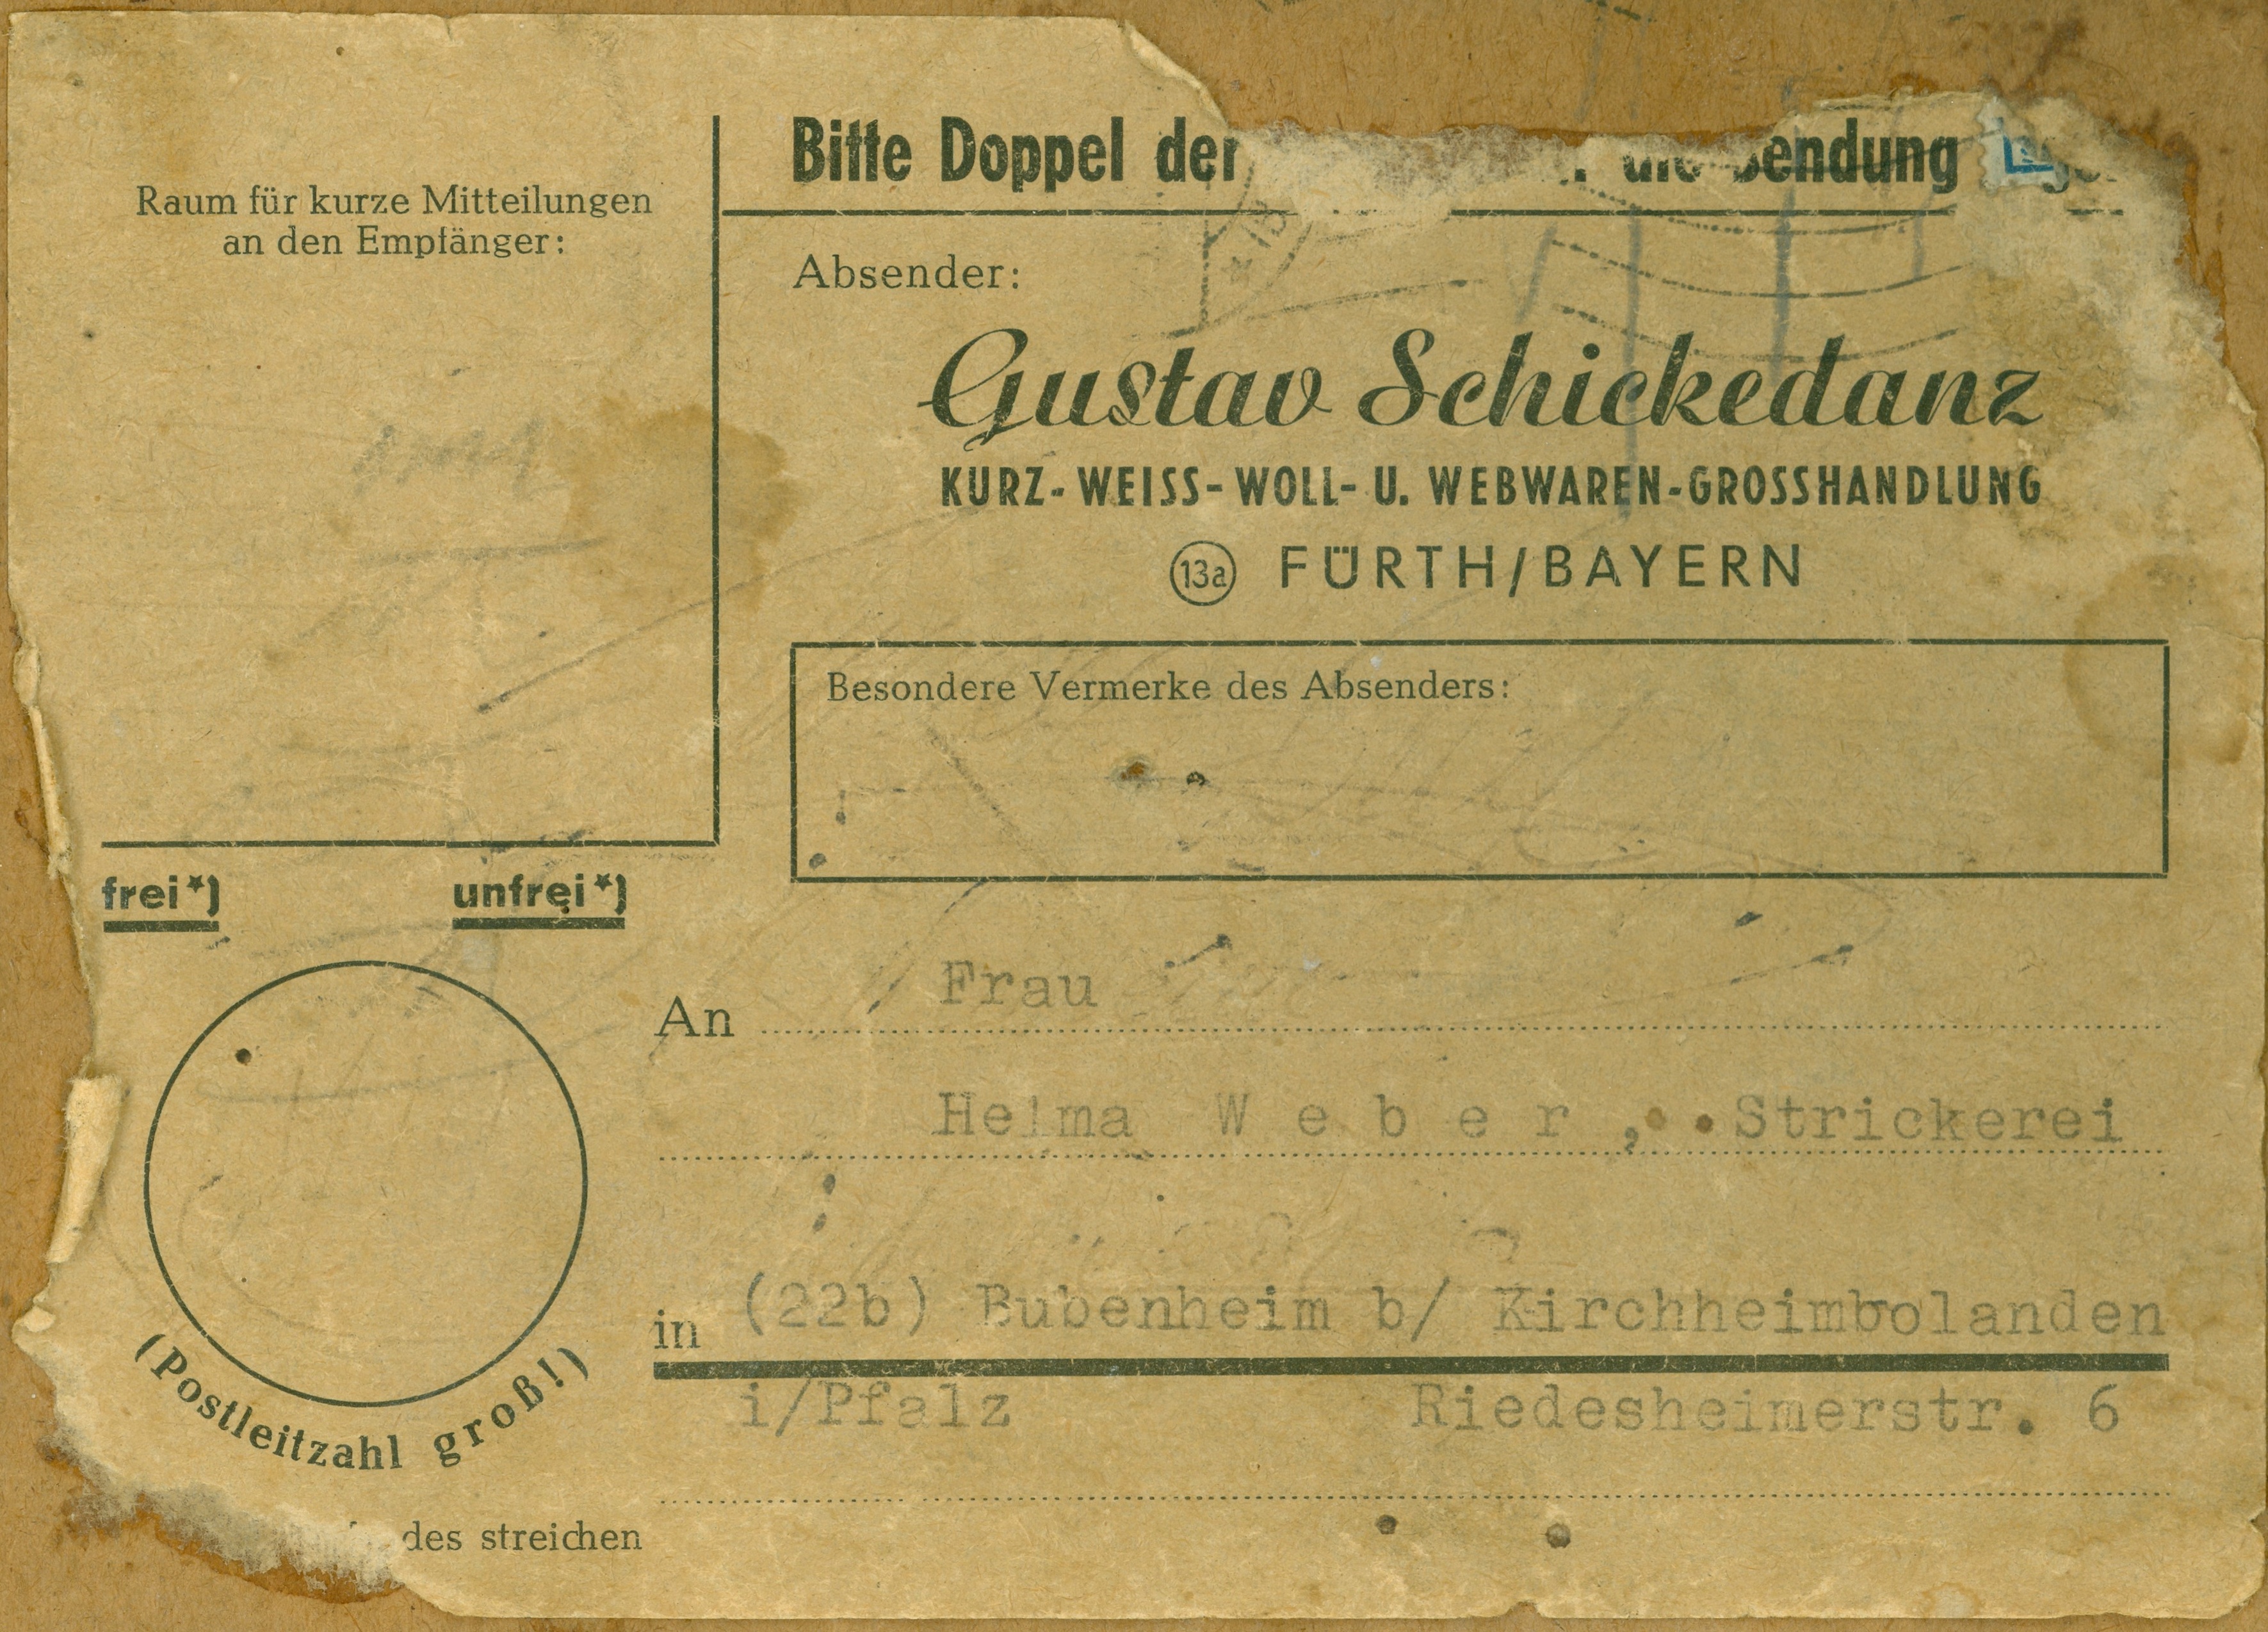 Bitte Doppel der die Sendung
Raum für kurze Mitteilungen
an den Empfänger:
Absender:
Gustav Schickedanz
KURZ- WEISS- WOLL- U. WEBWAREN-GROSSHANDLUNG
13a FÜRTH/BAYERN
Besondere Vermerke des Absenders:
frei*) unfrei*)
An Frau
Helma Weber, Strickerei
in (22b) Bubenheim b/ Kirchheimbolanden
i/Pfalz Riedesheimerstr. 6
(Postleitzahl groß!)
des streichen